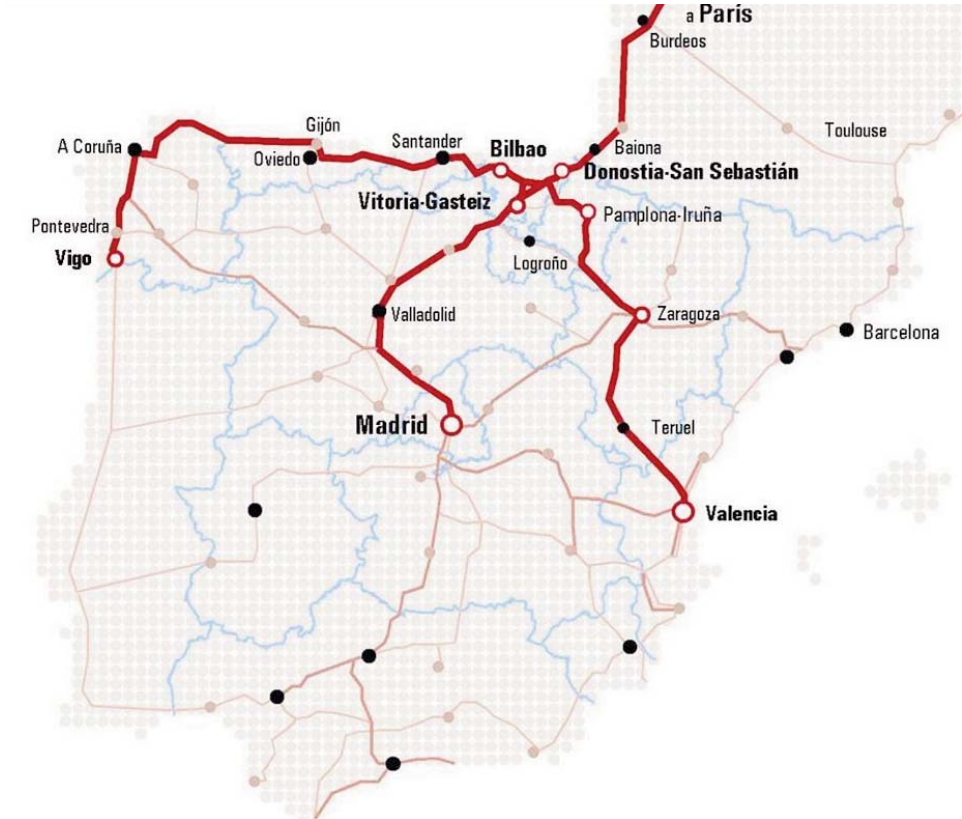 a París
Burdeos
Toulouse
Gijón
A Coruña
Santander
Bilbao
Baiona
Oviedo
Donostia-San Sebastián
Vitoria-Gasteiz
Pamplona-Iruña
Pontevedra
Vigo
Logroño
Valladolid
Zaragoza
Barcelona
Madrid
Teruel
Valencia